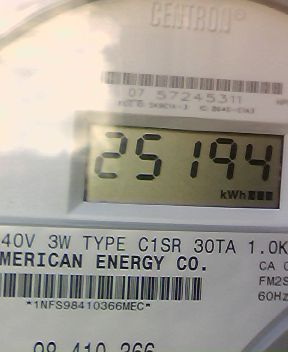 CENTRON®
07 57245311
25194
kWh
40V 3W TYPE C1SR 30TA 1.0K
MERICAN ENERGY CO.
CA
FM2S
60Hz
*1NFS98410366MEC*
98 410 366